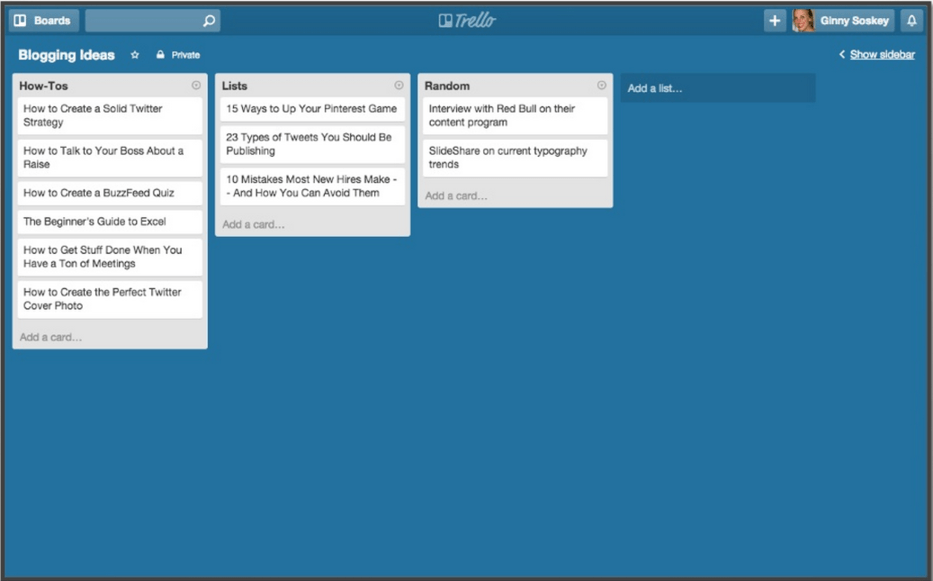 Boards
Trello
Ginny Soskey
Blogging Ideas
Private
Show sidebar
How-Tos
How to Create a Solid Twitter
Strategy
How to Talk to Your Boss About a
Raise
How to Create a BuzzFeed Quiz
The Beginner's Guide to Excel
How to Get Stuff Done When You
Have a Ton of Meetings
How to Create the Perfect Twitter
Cover Photo
Add a card...
Lists
15 Ways to Up Your Pinterest Game
23 Types of Tweets You Should Be
Publishing
10 Mistakes Most New Hires Make -
- And How You Can Avoid Them
Add a card...
Random
Interview with Red Bull on their
content program
SlideShare on current typography
trends
Add a card...
Add a list...